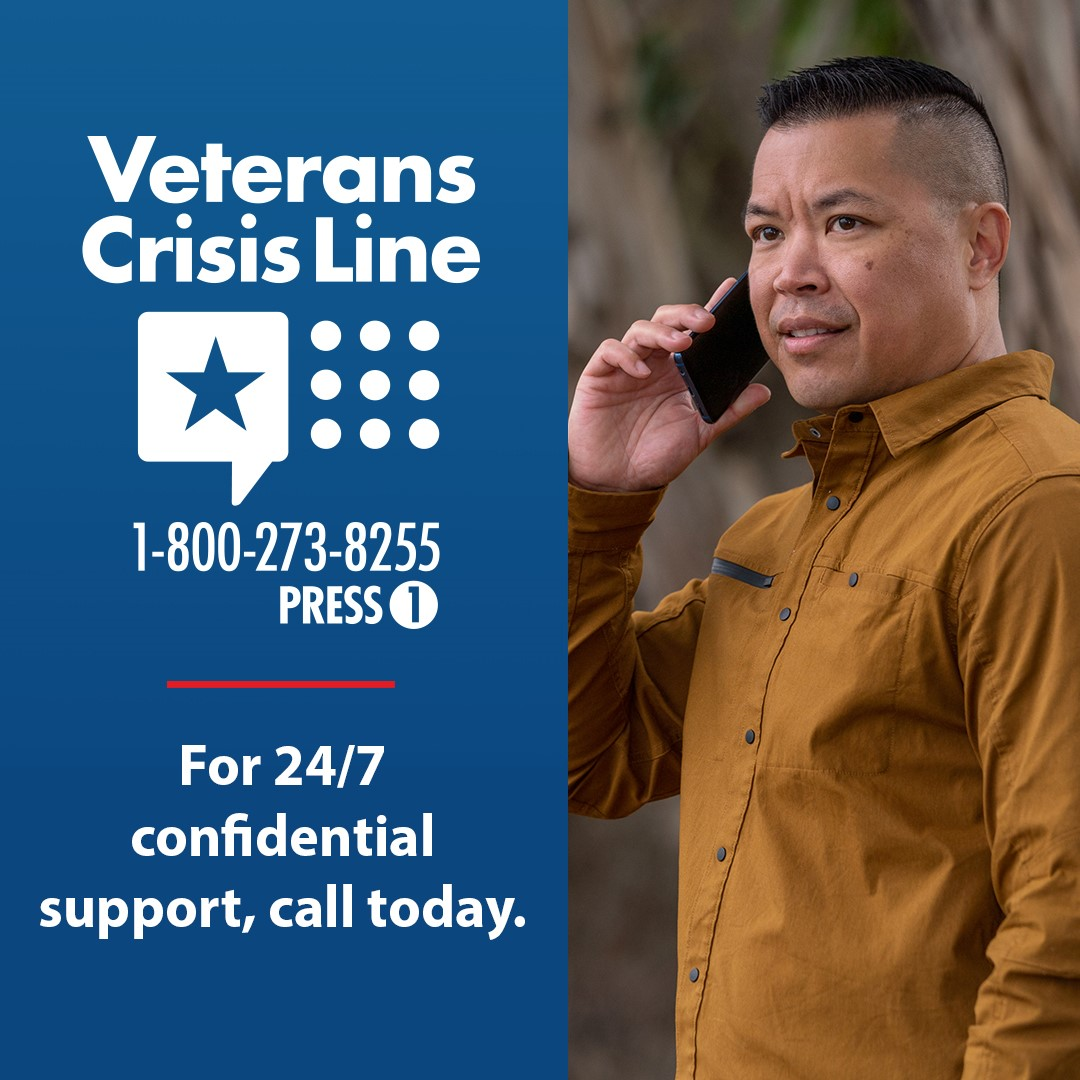 Veterans
Crisis Line
1-800-273-8255
PRESS 1
For 24/7
confidential
support, call today.